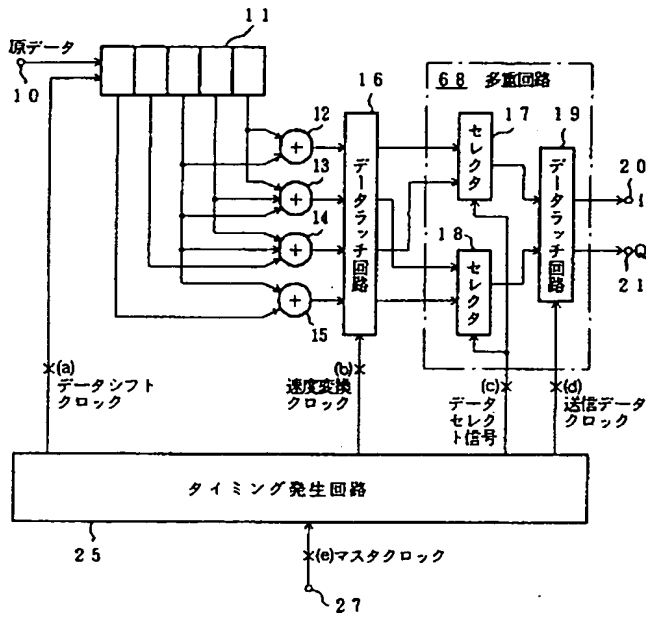 11
原データ
10
12
13
14
15
16
データラッチ回路
68 多重回路
17
セレクタ
18
セレクタ
19
データラッチ回路
20
I
Q
21
(a)
データシフト
クロック
(b)
速度変換
クロック
(c)
データ
セレク
ト信号
(d)
送信データ
クロック
タイミング発生回路
25
(e)マスタクロック
27